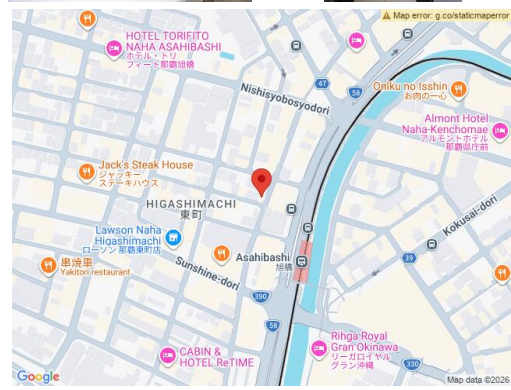 Map error: g.co/staticmaperror
HOTEL TORIFITO
NAHA ASAHIBASHI
ホテル・トリ
フィート那覇旭橋
47
58
Nishisyobosyodori
Oniku no Isshin
お肉の一心
Almont Hotel
Naha-Kenchomae
アルモントホテル
那覇県庁前
Jack's Steak House
ジャッキー
ステーキハウス
HIGASHIMACHI
東町
Kokusai-dori
Lawson Naha
Higashimachi
ローソン 那覇東町店
Asahibashi
旭橋
39
串焼車
Yakitori restaurant
Sunshine-dori
390
58
Rihga Royal
Gran Okinawa
リーガロイヤル
グラン沖縄
330
CABIN &
HOTEL ReTIME
Google
Map data ©2026